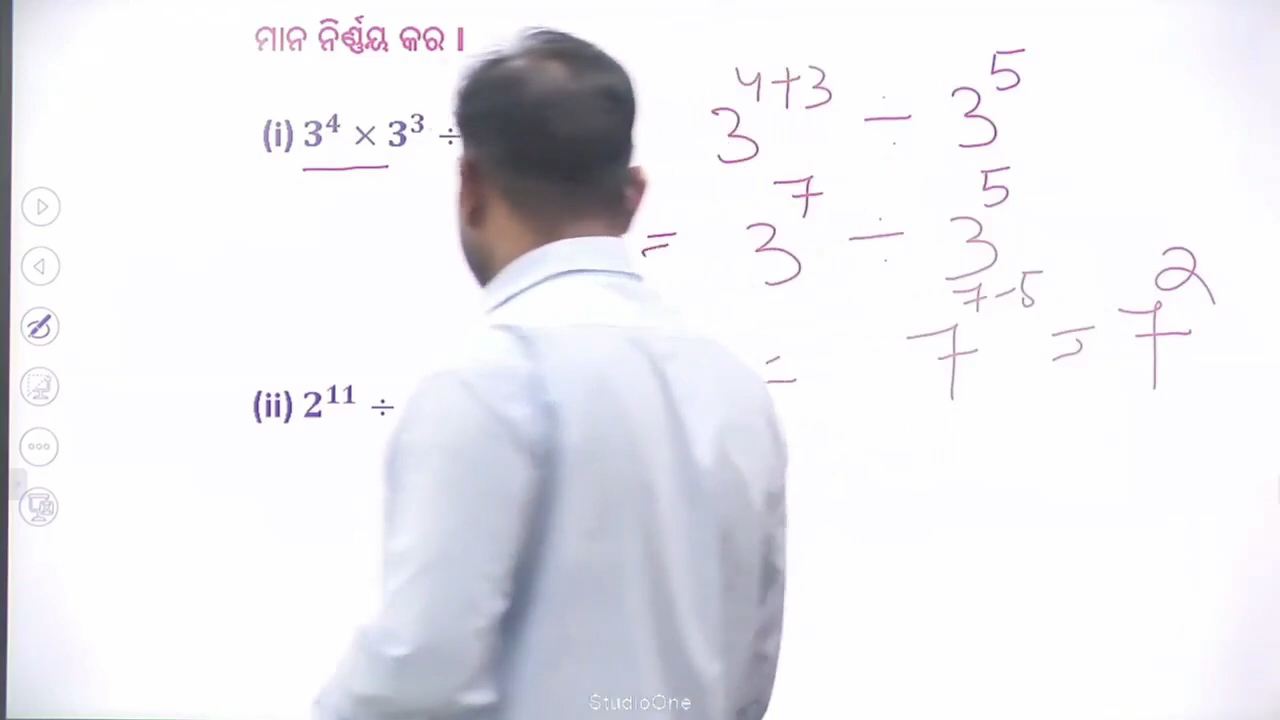 ମାନ ନିର୍ଣ୍ଣୟ କର ।
(i) 3⁴ × 3³ ÷
3⁴⁺³ ÷ 3⁵
= 3⁷ ÷ 3⁵
= 7⁷⁻⁵ = 7²
(ii) 2¹¹ ÷
StudioOne